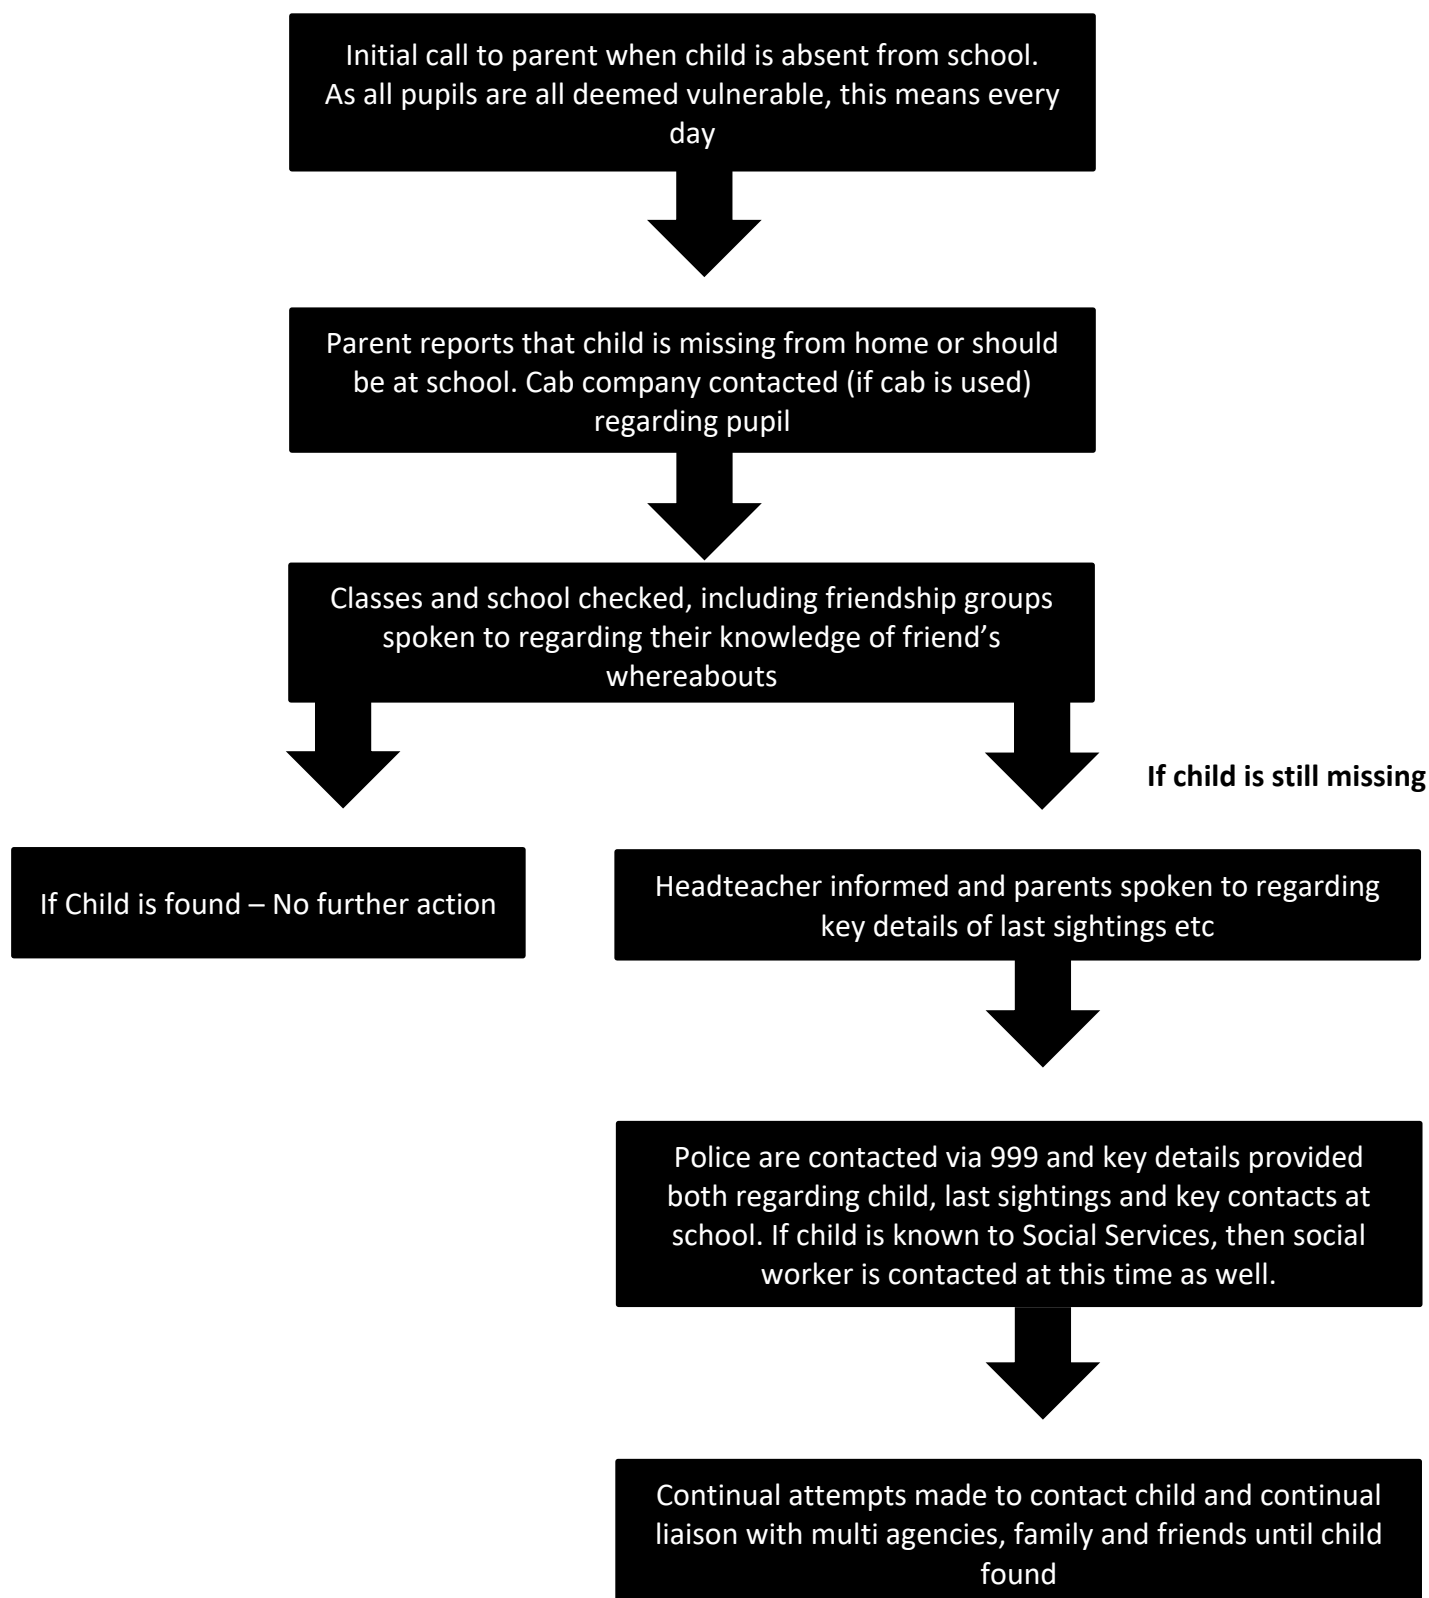 Initial call to parent when child is absent from school.
As all pupils are all deemed vulnerable, this means every
day
Parent reports that child is missing from home or should
be at school. Cab company contacted (if cab is used)
regarding pupil
Classes and school checked, including friendship groups
spoken to regarding their knowledge of friend’s
whereabouts
If child is still missing
If Child is found – No further action
Headteacher informed and parents spoken to regarding
key details of last sightings etc
Police are contacted via 999 and key details provided
both regarding child, last sightings and key contacts at
school. If child is known to Social Services, then social
worker is contacted at this time as well.
Continual attempts made to contact child and continual
liaison with multi agencies, family and friends until child
found